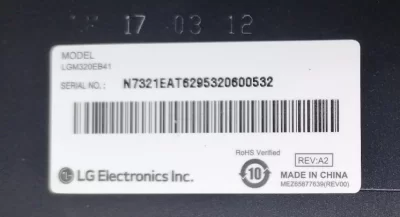 17 03 12
MODEL
LGM320EB41
SERIAL NO.: N7321EAT6295320600532
RoHS Verified
10
REV:A2
LG Electronics Inc.
MADE IN CHINA
MEZ65877639(REV00)